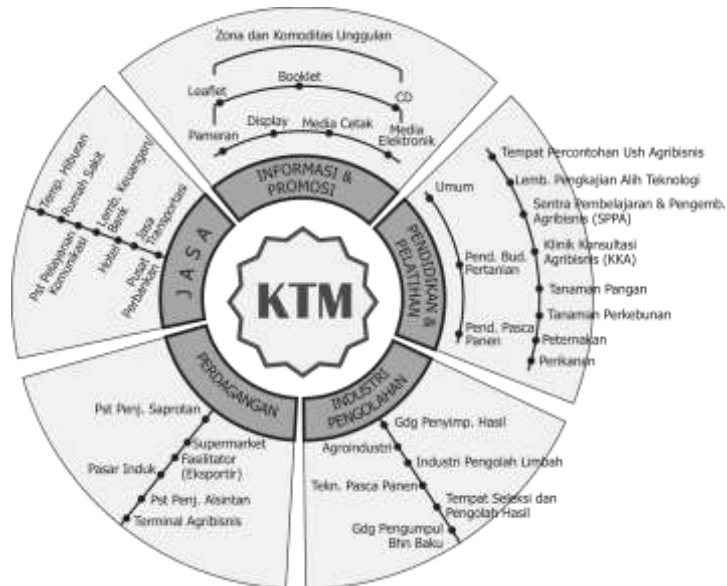 Zona dan Komoditas Unggulan
Booklet
Leaflet
CD
Display
Media Cetak
Pameran
Media
Elektronik
INFORMASI &
PROMOSI
Temp. Hiburan
Rumah Sakit
Lemb. Keuangan/
Bank
Jasa
Transportasi
Pst Pelayanan
Komunikasi
Hotel
Pusat
Perbankan
JASA
KTM
PENDIDIKAN &
PELATIHAN
Umum
Pend. Bud.
Pertanian
Pend. Pasca
Panen
Tempat Percontohan Ush Agribisnis
Lemb. Pengkajian Alih Teknologi
Sentra Pembelajaran & Pengemb.
Agribisnis (SPPA)
Klinik Konsultasi
Agribisnis (KKA)
Tanaman Pangan
Tanaman Perkebunan
Peternakan
Perikanan
PERDAGANGAN
Pst Penj. Saprotan
Supermarket
Fasilitator
(Eksportir)
Pasar Induk
Pst Penj. Alsintan
Terminal Agribisnis
INDUSTRI
PENGOLAHAN
Gdg Penyimp. Hasil
Agroindustri
Industri Pengolah Limbah
Tekn. Pasca Panen
Tempat Seleksi dan
Pengolah Hasil
Gdg Pengumpul
Bhn Baku